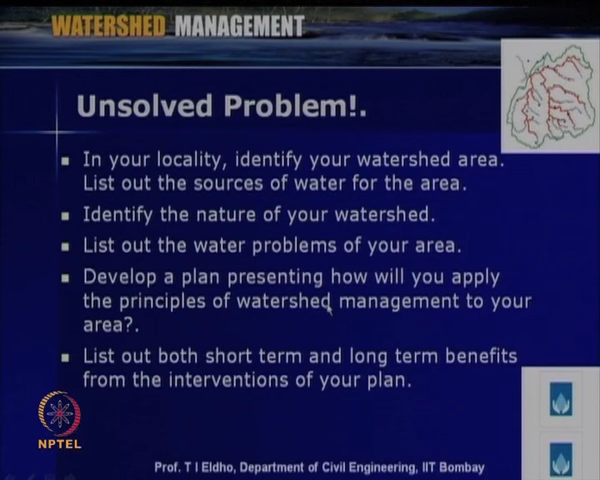 WATERSHED MANAGEMENT
Unsolved Problem!.
In your locality, identify your watershed area.
List out the sources of water for the area.
Identify the nature of your watershed.
List out the water problems of your area.
Develop a plan presenting how will you apply
the principles of watershed management to your
area?.
List out both short term and long term benefits
from the interventions of your plan.
NPTEL
Prof. T I Eldho, Department of Civil Engineering, IIT Bombay